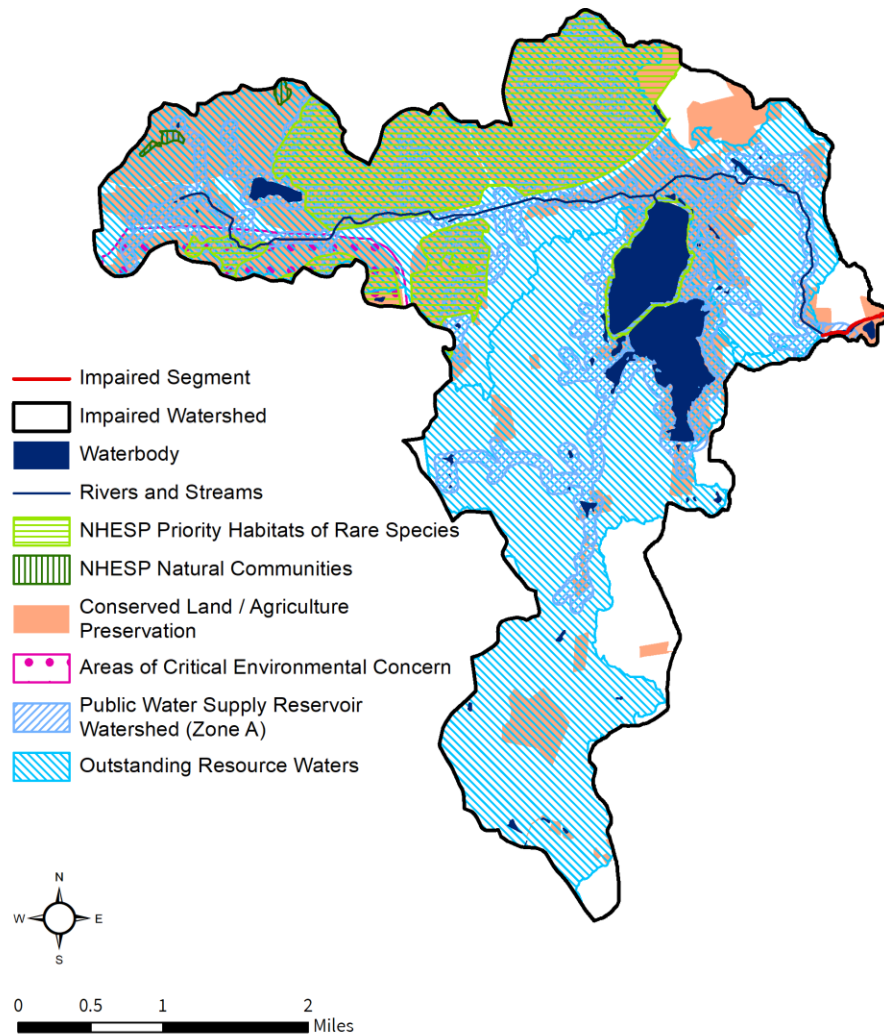 Impaired Segment
Impaired Watershed
Waterbody
Rivers and Streams
NHESP Priority Habitats of Rare Species
NHESP Natural Communities
Conserved Land / Agriculture
Preservation
Areas of Critical Environmental Concern
Public Water Supply Reservoir
Watershed (Zone A)
Outstanding Resource Waters
N
W E
S
0 0.5 1 2
Miles